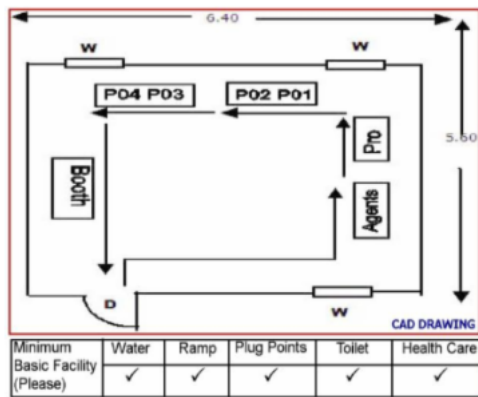 6.40
W
W
P04 P03
P02 P01
5.60
Pro
Booth
Agents
D
W
CAD DRAWING
Minimum Basic Facility (Please)
Water
Ramp
Plug Points
Toilet
Health Care
✓
✓
✓
✓
✓